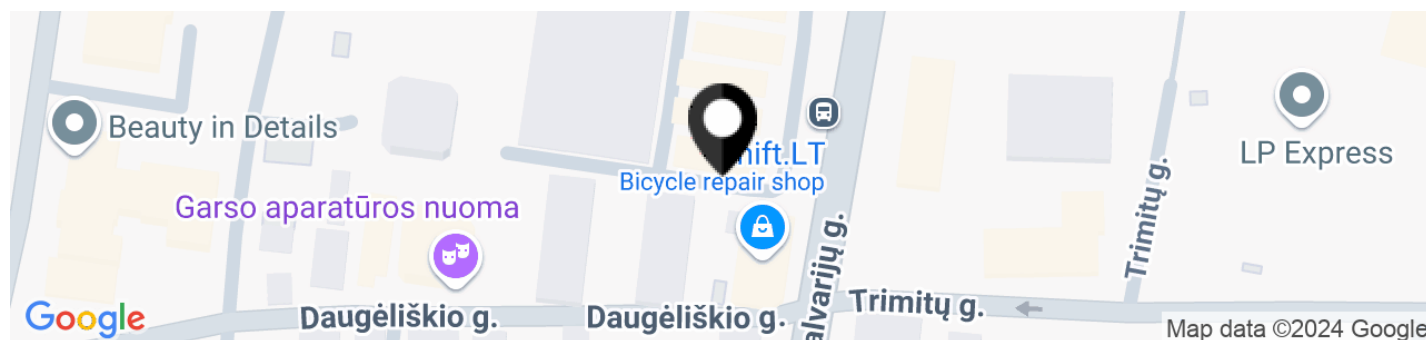 Beauty in Details
Garso aparatūros nuoma
Bicycle repair shop
LP Express
Trimitų g.
Daugėliškio g.
Daugėliškio g.
Trimitų g.
Google
Map data ©2024 Google